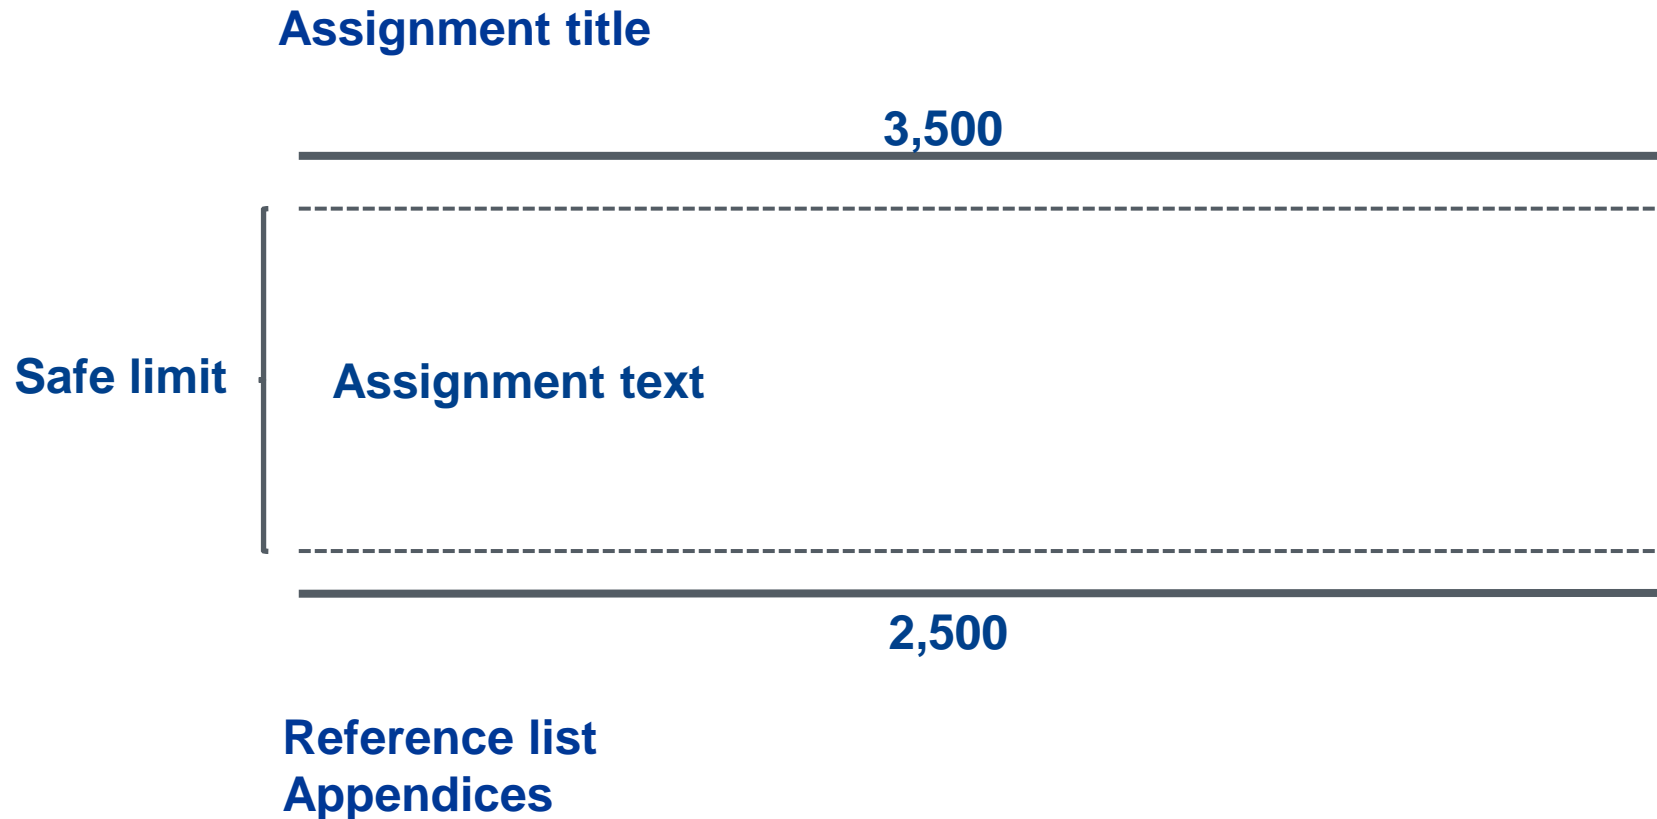 Assignment title
3,500
Safe limit
Assignment text
2,500
Reference list
Appendices